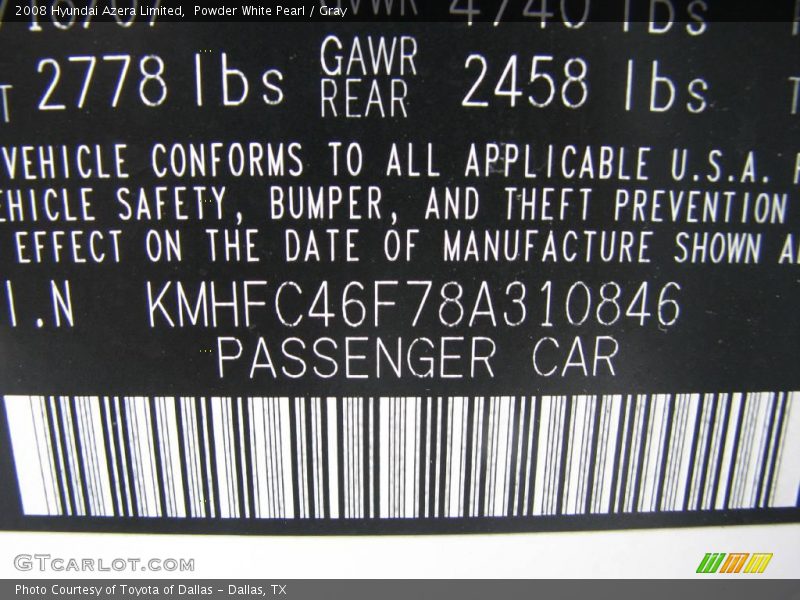 2008 Hyundai Azera Limited, Powder White Pearl / Gray
4740 lbs
T 2778 lbs GAWR REAR 2458 lbs T
VEHICLE CONFORMS TO ALL APPLICABLE U.S.A.
EHICLE SAFETY, BUMPER, AND THEFT PREVENTION
EFFECT ON THE DATE OF MANUFACTURE SHOWN A
I.N KMHFC46F78A310846
PASSENGER CAR
GTCARLOT.COM
Photo Courtesy of Toyota of Dallas - Dallas, TX